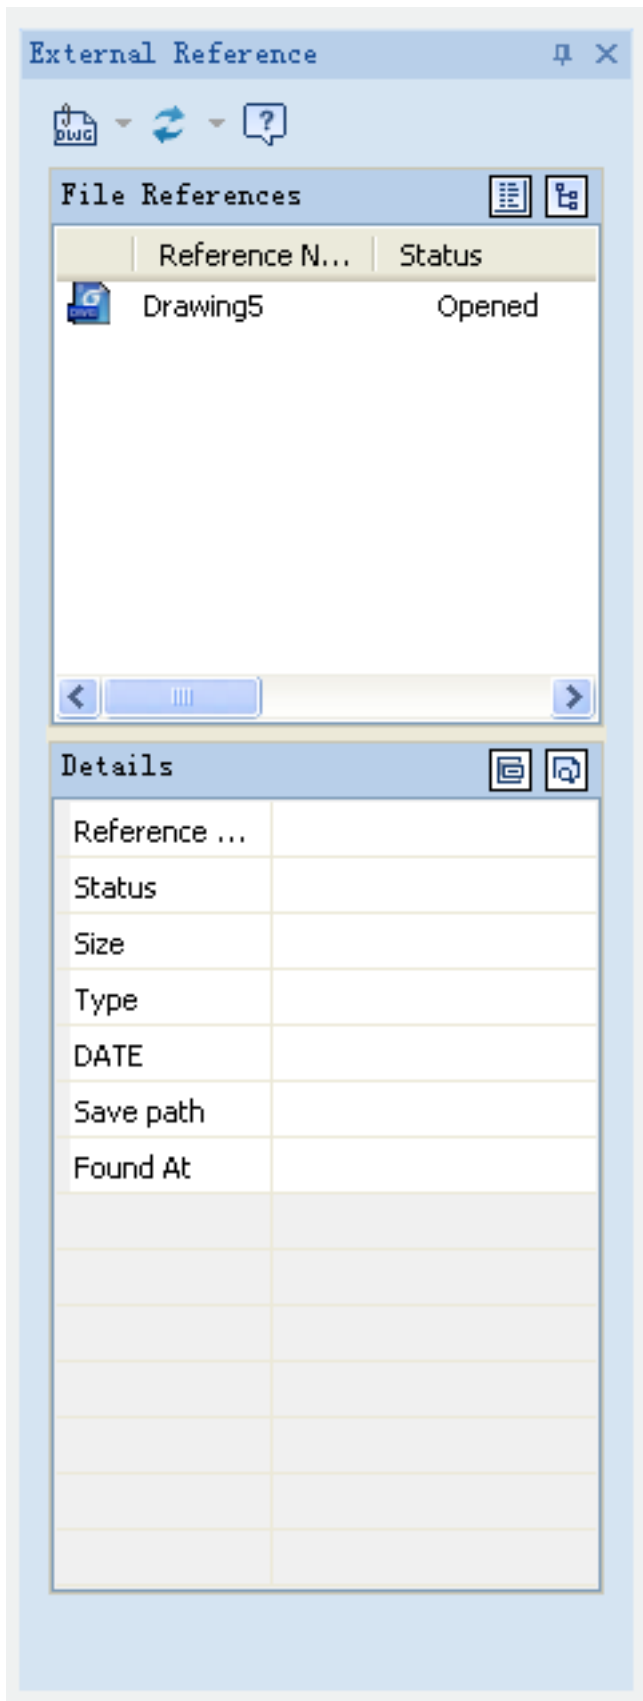 External Reference
DWG
File References
Reference N... Status
Drawing5 Opened
Details
Reference ...
Status
Size
Type
DATE
Save path
Found At